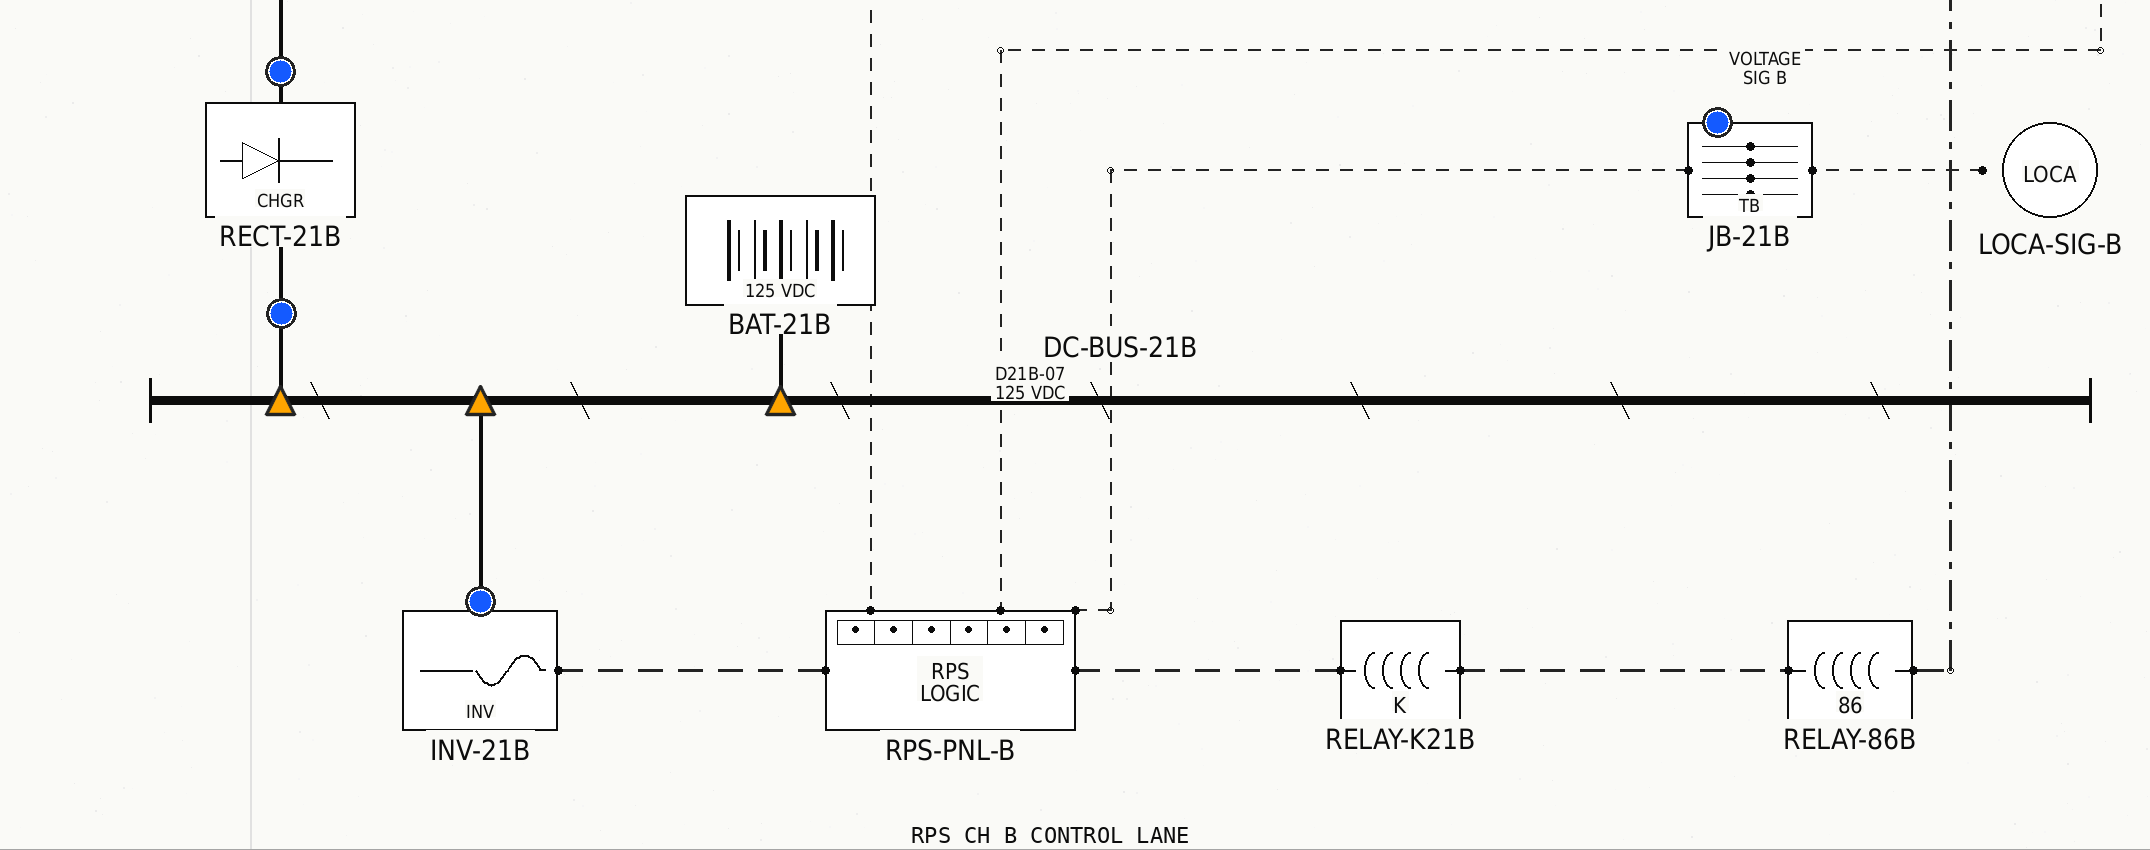 VOLTAGE
SIG B
CHGR
RECT-21B
TB
JB-21B
LOCA
LOCA-SIG-B
125 VDC
BAT-21B
DC-BUS-21B
D21B-07
125 VDC
INV
INV-21B
RPS
LOGIC
RPS-PNL-B
K
RELAY-K21B
86
RELAY-86B
RPS CH B CONTROL LANE